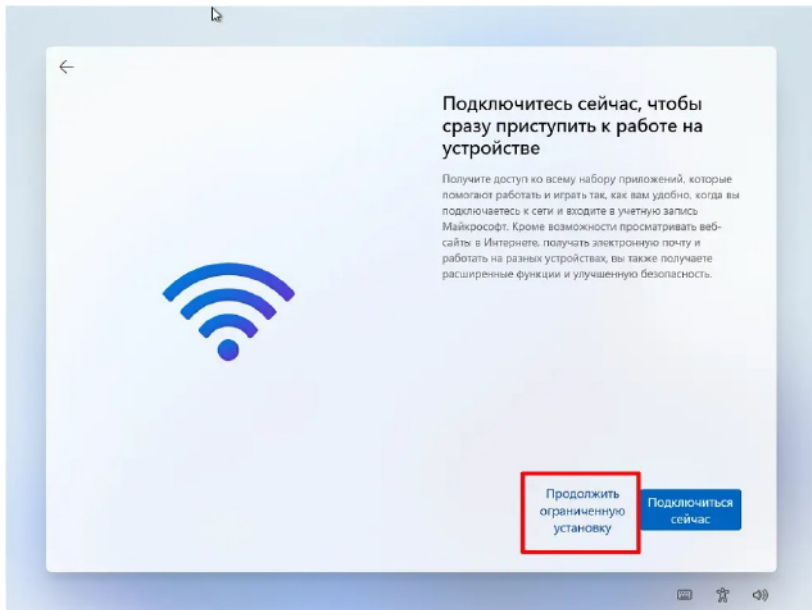 Подключитесь сейчас, чтобы
сразу приступить к работе на
устройстве
Получите доступ ко всему набору приложений, которые
помогают работать и играть так, как вам удобно, когда вы
подключаетесь к сети и входите в учетную запись
Майкрософт. Кроме возможности просматривать веб-
сайты в Интернете, получать электронную почту и
работать на разных устройствах, вы также получаете
расширенные функции и улучшенную безопасность.
Продолжить
ограниченную
установку
Подключиться
сейчас